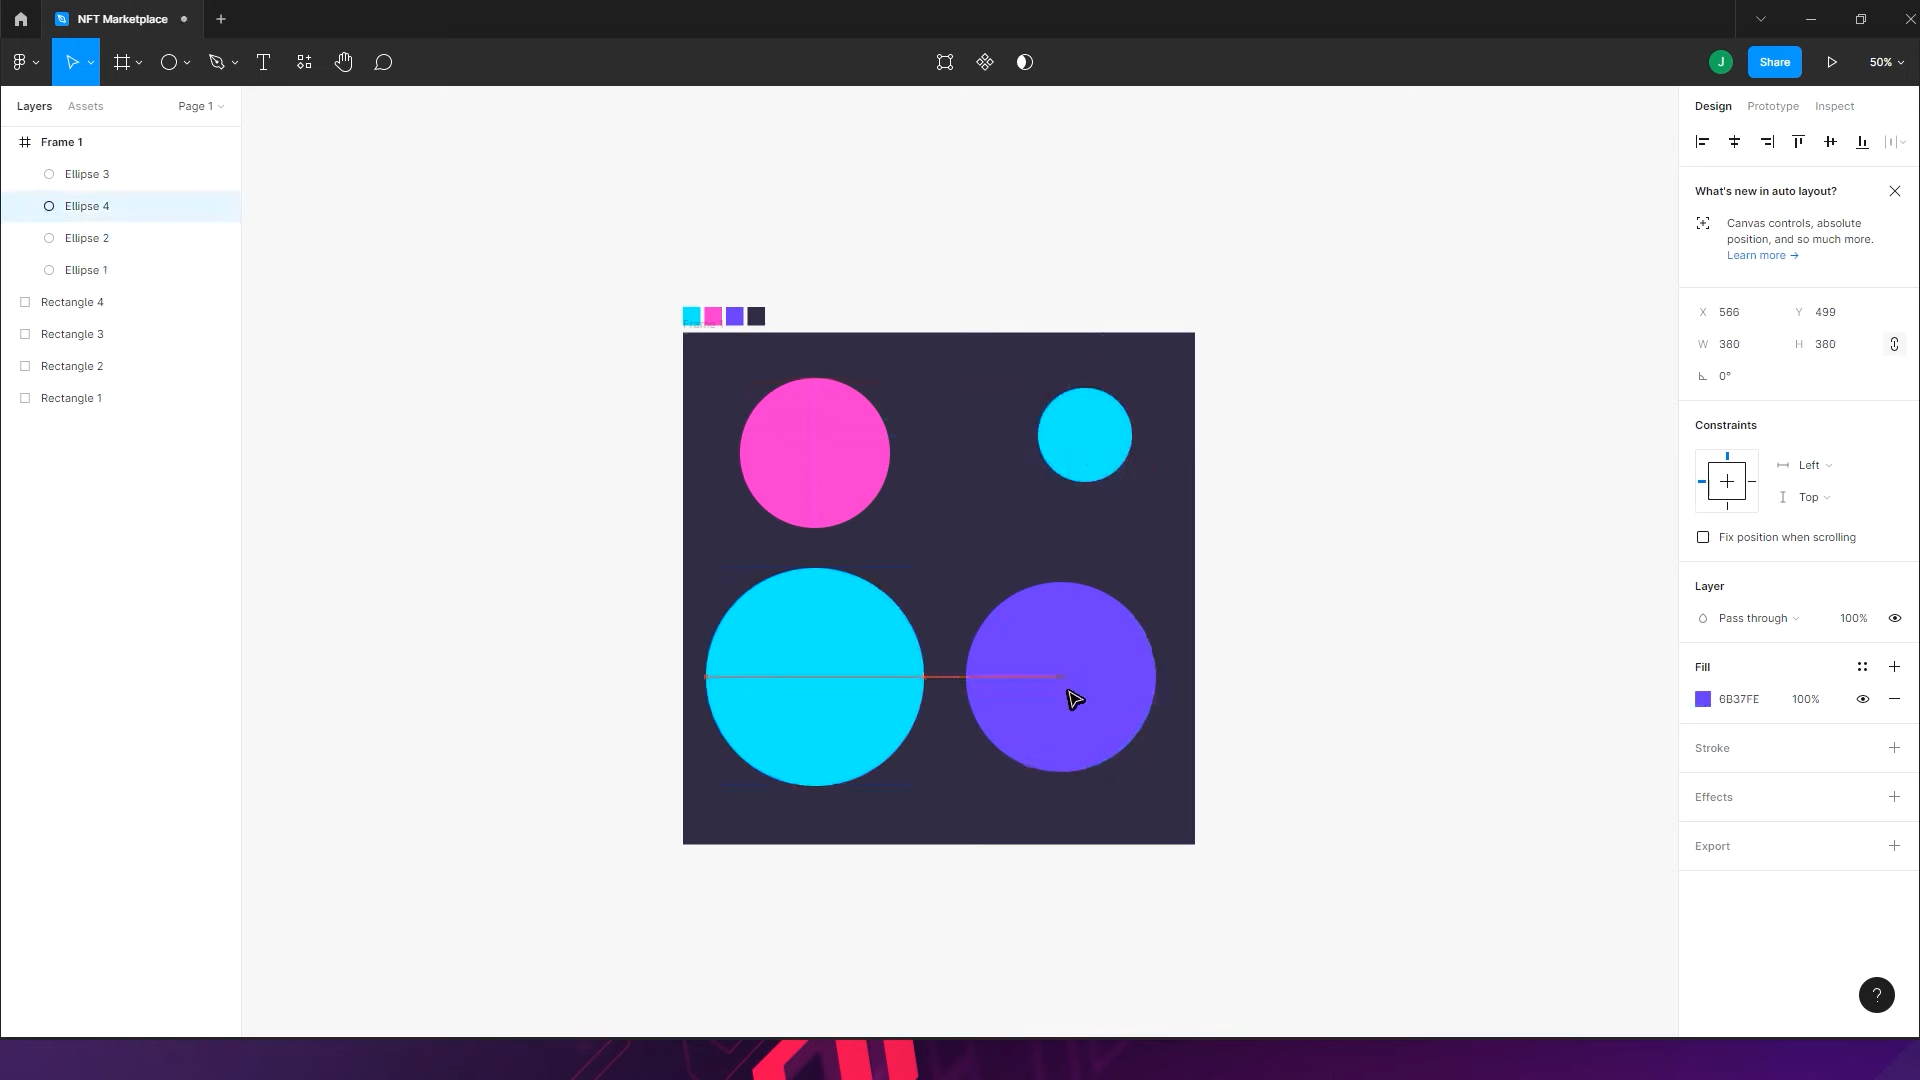 NFT Marketplace
Share
50%
J
Layers
Assets
Page 1
Design
Prototype
Inspect
Frame 1
Ellipse 3
Ellipse 4
Ellipse 2
Ellipse 1
Rectangle 4
Rectangle 3
Rectangle 2
Rectangle 1
Frame 1
What's new in auto layout?
Canvas controls, absolute
position, and so much more.
Learn more →
X 566 Y 499
W 380 H 380
0°
Constraints
Left
Top
Fix position when scrolling
Layer
Pass through 100%
Fill
6B37FE 100%
Stroke
Effects
Export
?